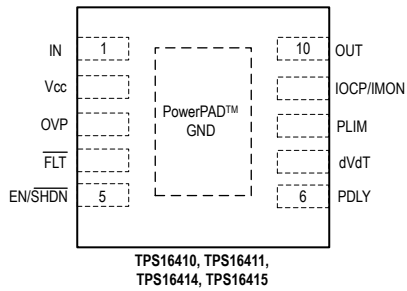 IN 1 10 OUT
Vcc IOCP/IMON
PowerPAD™
OVP PLIM
GND
FLT dVdT
EN/SHDN 5 6 PDLY
TPS16410, TPS16411,
TPS16414, TPS16415